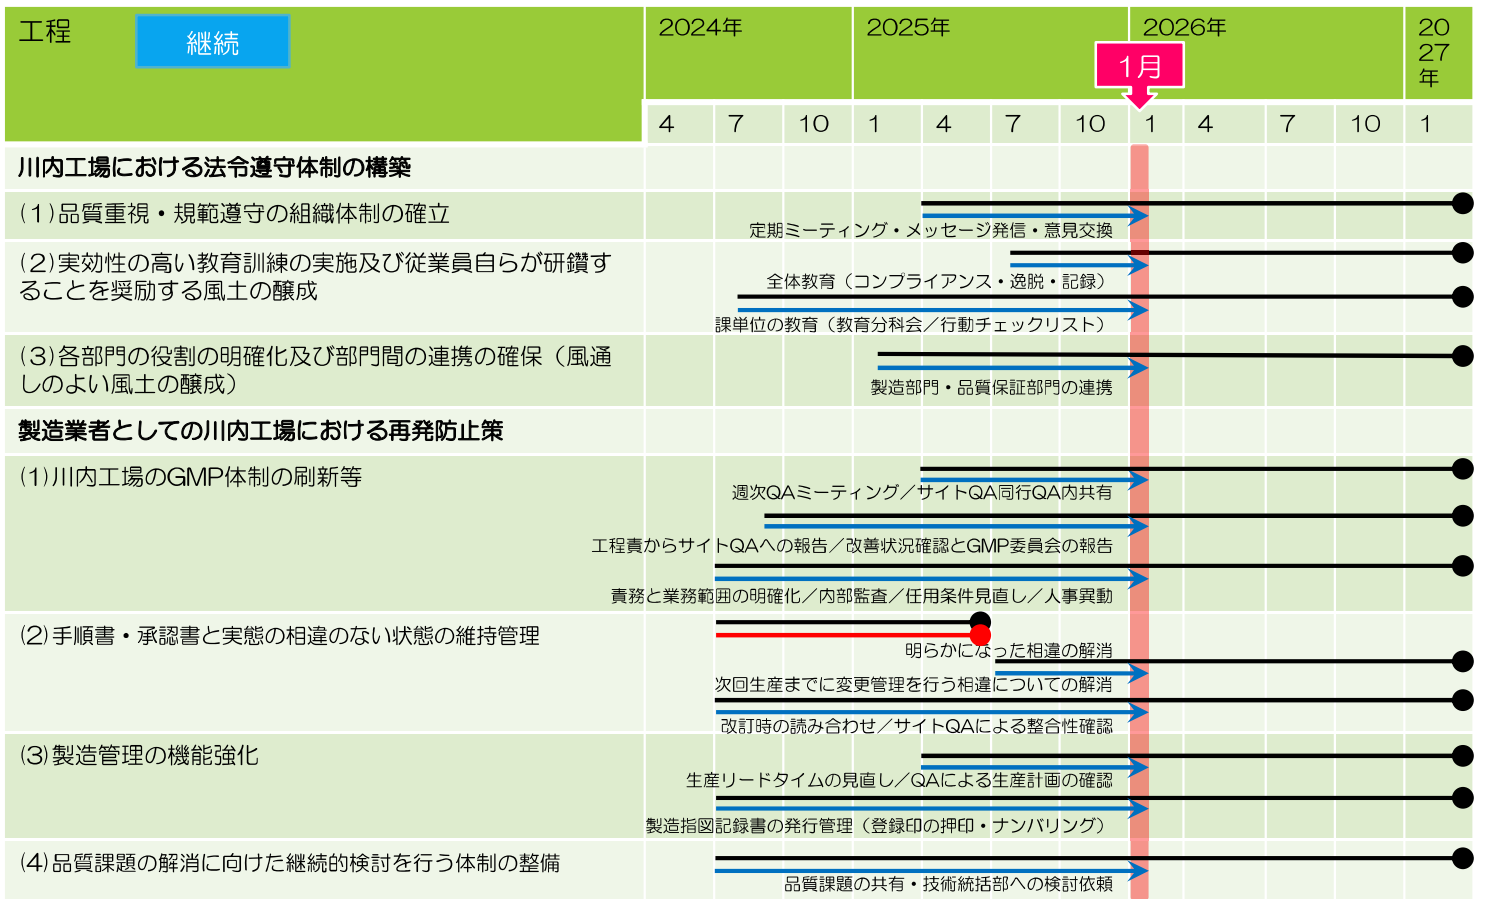 工程
継続
2024年
2025年
2026年
20
27
年
1月
4 7 10 1 4 7 10 1 4 7 10 1
川内工場における法令遵守体制の構築
(1)品質重視・規範遵守の組織体制の確立
定期ミーティング・メッセージ発信・意見交換
(2)実効性の高い教育訓練の実施及び従業員自らが研鑽す
ることを奨励する風土の醸成
全体教育（コンプライアンス・逸脱・記録）
課単位の教育（教育分科会／行動チェックリスト）
(3)各部門の役割の明確化及び部門間の連携の確保（風通
しのよい風土の醸成）
製造部門・品質保証部門の連携
製造業者としての川内工場における再発防止策
(1)川内工場のGMP体制の刷新等
週次QAミーティング／サイトQA同行QA内共有
工程責からサイトQAへの報告／改善状況確認とGMP委員会の報告
責務と業務範囲の明確化／内部監査／任用条件見直し／人事異動
(2)手順書・承認書と実態の相違のない状態の維持管理
明らかになった相違の解消
次回生産までに変更管理を行う相違についての解消
改訂時の読み合わせ／サイトQAによる整合性確認
(3)製造管理の機能強化
生産リードタイムの見直し／QAによる生産計画の確認
製造指図記録書の発行管理（登録印の押印・ナンバリング）
(4)品質課題の解消に向けた継続的検討を行う体制の整備
品質課題の共有・技術統括部への検討依頼